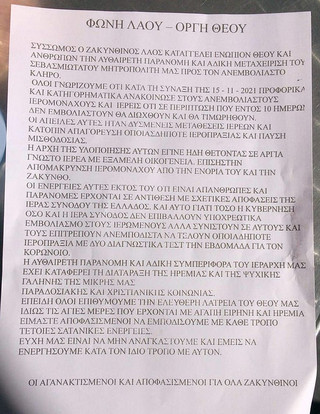 ΦΩΝΗ ΛΑΟΥ – ΟΡΓΗ ΘΕΟΥ
ΣΥΣΣΩΜΟΣ Ο ΖΑΚΥΝΘΙΝΟΣ ΛΑΟΣ ΚΑΤΑΓΓΑΛΕΙ ΕΝΩΠΙΟΝ ΘΕΟΥ ΚΑΙ
ΑΝΘΡΩΠΩΝ ΤΗΝ ΑΥΘΑΙΡΕΤΗ ΠΑΡΑΝΟΜΗ ΚΑΙ ΑΔΙΚΗ ΜΕΤΑΧΕΙΡΙΣΗ ΤΟΥ
ΣΕΒΑΣΜΙΩΤΑΤΟΥ ΜΗΤΡΟΠΟΛΙΤΗ ΜΑΣ ΠΡΟΣ ΤΟΝ ΑΝΕΜΒΟΛΙΑΣΤΟ
ΚΛΗΡΟ.
ΟΛΟΙ ΓΝΩΡΙΖΟΥΜΕ ΟΤΙ ΚΑΤΑ ΤΗ ΣΥΝΑΞΗ ΤΗΣ 15 - 11 - 2021 ΠΡΟΦΟΡΙΚΑ
ΚΑΙ ΚΑΤΗΓΟΡΗΜΑΤΙΚΑ ΑΝΑΚΟΙΝΩΣΕ ΣΤΟΥΣ ΑΝΕΜΒΟΛΙΑΣΤΟΥΣ
ΙΕΡΟΜΟΝΑΧΟΥΣ ΚΑΙ ΙΕΡΕΙΣ ΟΤΙ ΣΕ ΠΕΡΙΠΤΩΣΗ ΠΟΥ ΕΝΤΟΣ 10 ΗΜΕΡΩΝ
ΔΕΝ ΕΜΒΟΛΙΑΣΤΟΥΝ ΘΑ ΔΙΩΧΘΟΥΝ ΚΑΙ ΘΑ ΤΙΜΩΡΗΘΟΥΝ.
ΟΙ ΑΠΕΙΛΕΣ ΑΥΤΕΣ ΗΤΑΝ ΔΥΣΜΕΝΕΙΣ ΜΕΤΑΘΕΣΕΙΣ ΙΕΡΕΩΝ ΚΑΙ
ΚΑΤΟΠΙΝ ΑΠΑΓΟΡΕΥΣΗ ΟΠΟΙΑΣΔΗΠΟΤΕ ΙΕΡΟΠΡΑΞΙΑΣ ΚΑΙ ΠΑΥΣΗ
ΜΙΣΘΟΔΟΣΙΑΣ.
Η ΑΡΧΗ ΤΗΣ ΥΛΟΠΟΙΗΣΗΣ ΑΥΤΩΝ ΕΓΙΝΕ ΗΔΗ ΘΕΤΟΝΤΑΣ ΣΕ ΑΡΓΙΑ
ΓΝΩΣΤΟ ΙΕΡΕΑ ΜΕ ΕΞΑΜΕΛΗ ΟΙΚΟΓΕΝΕΙΑ. ΕΠΙΣΗΣΤΗΝ
ΑΠΟΜΑΚΡΥΝΣΗ ΙΕΡΟΜΟΝΑΧΟΥ ΑΠΟ ΤΗΝ ΕΝΟΡΙΑ ΤΟΥ ΚΑΙ ΤΗΝ
ΖΑΚΥΝΘΟ.
ΟΙ ΕΝΕΡΓΕΙΕΣ ΑΥΤΕΣ ΕΚΤΟΣ ΤΟΥ ΟΤΙ ΕΙΝΑΙ ΑΠΑΝΘΡΩΠΕΣ ΚΑΙ
ΠΑΡΑΝΟΜΕΣ ΕΡΧΟΝΤΑΙ ΣΕ ΑΝΤΙΘΕΣΗ ΜΕ ΣΧΕΤΙΚΕΣ ΑΠΟΦΑΣΕΙΣ ΤΗΣ
ΙΕΡΑΣ ΣΥΝΟΔΟΥ ΤΗΣ ΕΛΛΑΔΟΣ. ΚΑΙ ΑΥΤΟ ΓΙΑΤΙ ΤΟΣΟ Η ΚΥΒΕΡΝΗΣΗ
ΟΣΟ ΚΑΙ Η ΙΕΡΑ ΣΥΝΟΔΟΣ ΔΕΝ ΕΠΙΒΑΛΛΟΥΝ ΥΠΟΧΡΕΩΤΙΚΑ
ΕΜΒΟΛΙΑΣΜΟ ΣΤΟΥΣ ΙΕΡΩΜΕΝΟΥΣ ΑΛΛΑ ΣΥΝΙΣΤΟΥΝ ΣΕ ΑΥΤΟΥΣ ΚΑΙ
ΤΟΥΣ ΕΠΙΤΡΕΠΟΥΝ ΑΝΕΜΠΟΔΙΣΤΑ ΝΑ ΤΕΛΟΥΝ ΟΠΟΙΑΔΗΠΟΤΕ
ΙΕΡΟΠΡΑΞΙΑ ΜΕ ΔΥΟ ΔΙΑΓΝΩΣΤΙΚΑ ΤΕΣΤ ΤΗΝ ΕΒΔΟΜΑΔΑ ΓΙΑ ΤΟΝ
ΚΟΡΩΝΟΙΟ.
Η ΑΥΘΑΙΡΕΤΗ ΠΑΡΑΝΟΜΗ ΚΑΙ ΑΔΙΚΗ ΣΥΜΠΕΡΙΦΟΡΑ ΤΟΥ ΙΕΡΑΡΧΗ ΜΑΣ
ΕΧΕΙ ΚΑΤΑΦΕΡΕΙ ΤΗ ΔΙΑΤΑΡΑΞΗ ΤΗΣ ΗΡΕΜΙΑΣ ΚΑΙ ΤΗΣ ΨΥΧΙΚΗΣ
ΓΑΛΗΝΗΣ ΤΗΣ ΜΙΚΡΗΣ ΜΑΣ
ΠΑΡΑΔΟΣΙΑΚΗΣ ΚΑΙ ΧΡΙΣΤΙΑΝΙΚΗΣ ΚΟΙΝΩΝΙΑΣ.
ΕΠΕΙΔΗ ΟΛΟΙ ΕΠΙΘΥΜΟΥΜΕ ΤΗΝ ΕΛΕΥΘΕΡΗ ΛΑΤΡΕΙΑ ΤΟΥ ΘΕΟΥ ΜΑΣ
ΙΔΙΩΣ ΤΙΣ ΑΓΙΕΣ ΜΕΡΕΣ ΠΟΥ ΕΡΧΟΝΤΑΙ ΜΕ ΑΓΑΠΗ ΕΙΡΗΝΗ ΚΑΙ ΗΡΕΜΙΑ
ΕΙΜΑΣΤΕ ΑΠΟΦΑΣΙΣΜΕΝΟΙ ΝΑ ΕΜΠΟΔΙΣΟΥΜΕ ΜΕ ΚΑΘΕ ΤΡΟΠΟ
ΤΕΤΟΙΕΣ ΣΑΤΑΝΙΚΕΣ ΕΝΕΡΓΕΙΕΣ.
ΕΥΧΗ ΜΑΣ ΕΙΝΑΙ ΝΑ ΜΗΝ ΑΝΑΓΚΑΣΤΟΥΜΕ ΚΑΙ ΕΜΕΙΣ ΝΑ
ΕΝΕΡΓΗΣΟΥΜΕ ΚΑΤΑ ΤΟΝ ΙΔΙΟ ΤΡΟΠΟ ΜΕ ΑΥΤΟΝ.
ΟΙ ΑΓΑΝΑΚΤΙΣΜΕΝΟΙ ΚΑΙ ΑΠΟΦΑΣΙΣΜΕΝΟΙ ΓΙΑ ΟΛΑ ΖΑΚΥΝΘΙΝΟΙ